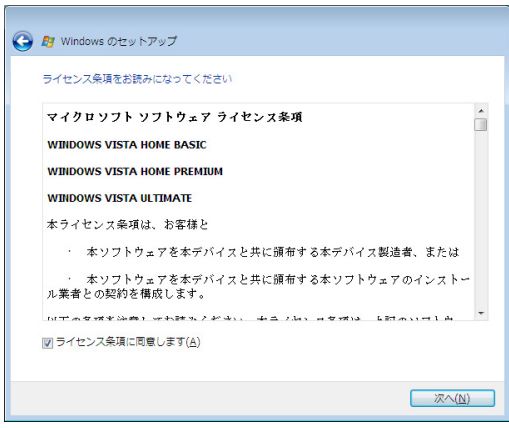 Windows のセットアップ
ライセンス条項をお読みになってください
マイクロソフト ソフトウェア ライセンス条項
WINDOWS VISTA HOME BASIC
WINDOWS VISTA HOME PREMIUM
WINDOWS VISTA ULTIMATE
本ライセンス条項は、お客様と
· 本ソフトウェアを本デバイスと共に頒布する本デバイス製造者、または
· 本ソフトウェアを本デバイスと共に頒布する本ソフトウェアのインストー
ル業者との契約を構成します。
ライセンス条項に同意します(A)
次へ(N)